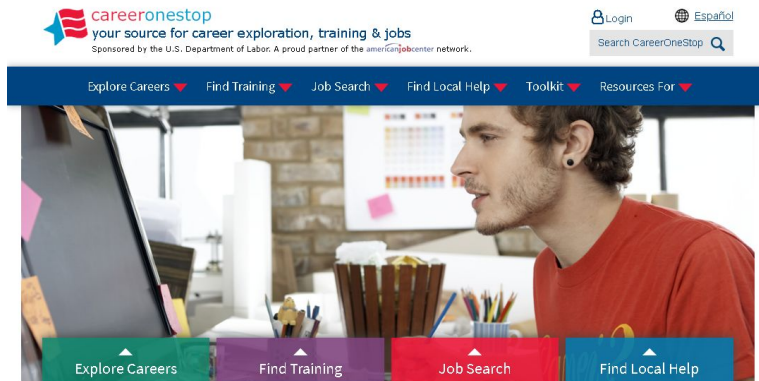 careeronestop
your source for career exploration, training & jobs
Sponsored by the U.S. Department of Labor. A proud partner of the americanjobcenter network.
Login
Español
Search CareerOneStop
Explore Careers
Find Training
Job Search
Find Local Help
Toolkit
Resources For
Explore Careers
Find Training
Job Search
Find Local Help